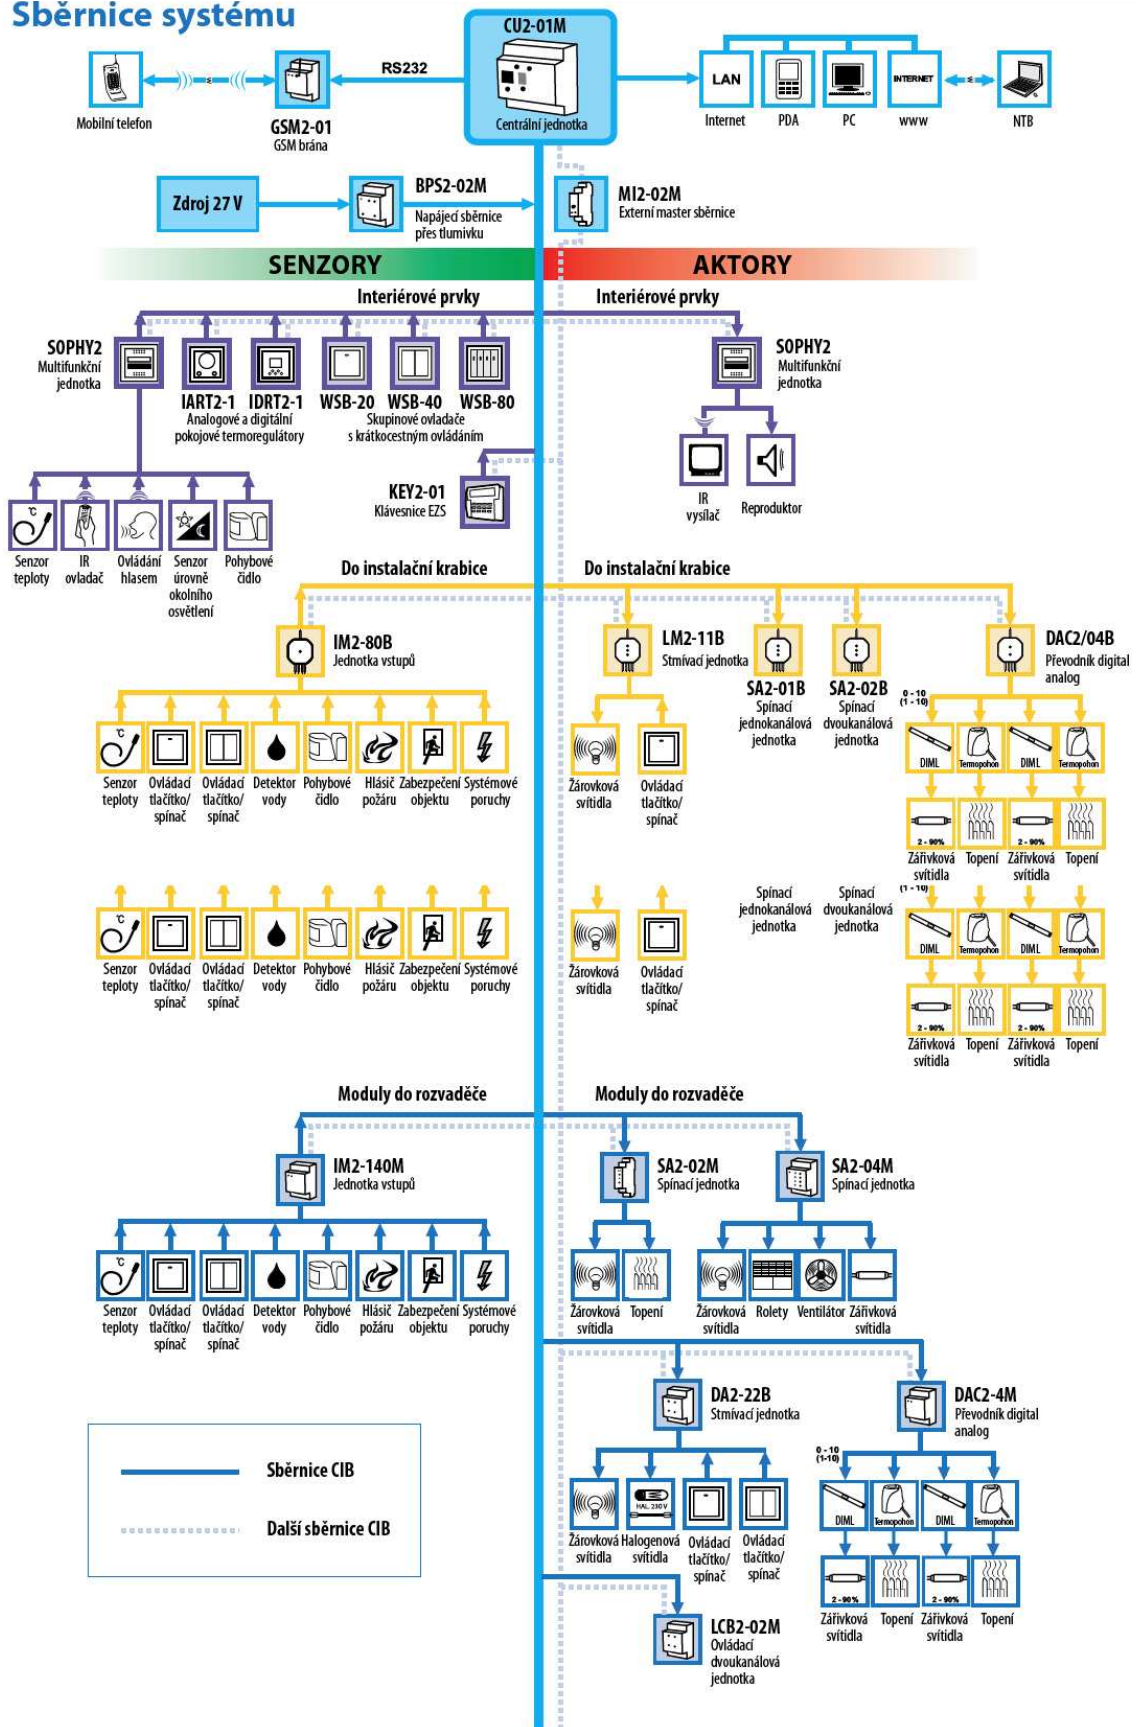 Sběrnice systému
CU2-01M
Centrální jednotka
RS232
Mobilní telefon
GSM2-01
GSM brána
LAN
INTERNET
Internet
PDA
PC
www
NTB
Zdroj 27 V
BPS2-02M
Napájecí sběrnice
přes tlumivku
MI2-02M
Externí master sběrnice
SENZORY
AKTORY
Interiérové prvky
Interiérové prvky
SOPHY2
Multifunkční
jednotka
IART2-1
IDRT2-1
Analogové a digitální
pokojové termoregulátory
WSB-20
WSB-40
WSB-80
Skupinové ovladače
s krátkocestným ovládáním
SOPHY2
Multifunkční
jednotka
KEY2-01
Klávesnice EZS
IR
vysílač
Reproduktor
°C
Senzor
teploty
IR
ovladač
Ovládání
hlasem
Senzor
úrovně
okolního
osvětlení
Pohybové
čidlo
Do instalační krabice
Do instalační krabice
IM2-80B
Jednotka vstupů
LM2-11B
Stmívací jednotka
SA2-01B
Spínací
jednokanálová
jednotka
SA2-02B
Spínací
dvoukanálová
jednotka
DAC2/04B
Převodník digital
analog
0 - 10
(1 - 10)
°C
Senzor
teploty
Ovládací
tlačítko/
spínač
Ovládací
tlačítko/
spínač
Detektor
vody
Pohybové
čidlo
Hlásič
požáru
Zabezpečení
objektu
Systémové
poruchy
Žárovková
svítidla
Ovládací
tlačítko/
spínač
DIML
Termopohon
DIML
Termopohon
2 - 90%
2 - 90%
Zářivková
svítidla
Topení
Zářivková
svítidla
Topení
°C
Senzor
teploty
Ovládací
tlačítko/
spínač
Ovládací
tlačítko/
spínač
Detektor
vody
Pohybové
čidlo
Hlásič
požáru
Zabezpečení
objektu
Systémové
poruchy
Žárovková
svítidla
Ovládací
tlačítko/
spínač
Spínací
jednokanálová
jednotka
Spínací
dvoukanálová
jednotka
(1 - 10)
DIML
Termopohon
DIML
Termopohon
2 - 90%
2 - 90%
Zářivková
svítidla
Topení
Zářivková
svítidla
Topení
Moduly do rozvaděče
Moduly do rozvaděče
IM2-140M
Jednotka vstupů
SA2-02M
Spínací jednotka
SA2-04M
Spínací jednotka
°C
Senzor
teploty
Ovládací
tlačítko/
spínač
Ovládací
tlačítko/
spínač
Detektor
vody
Pohybové
čidlo
Hlásič
požáru
Zabezpečení
objektu
Systémové
poruchy
Žárovková
svítidla
Topení
Žárovková
svítidla
Rolety
Ventilátor
Zářivková
svítidla
DA2-22B
Stmívací jednotka
DAC2-4M
Převodník digital
analog
0 - 10
(1-10)
HAL. 230 V
Žárovková
svítidla
Halogenová
svítidla
Ovládací
tlačítko/
spínač
Ovládací
tlačítko/
spínač
DIML
Termopohon
DIML
Termopohon
2 - 90%
2 - 90%
Zářivková
svítidla
Topení
Zářivková
svítidla
Topení
LCB2-02M
Ovládací
dvoukanálová
jednotka
Sběrnice CIB
Další sběrnice CIB